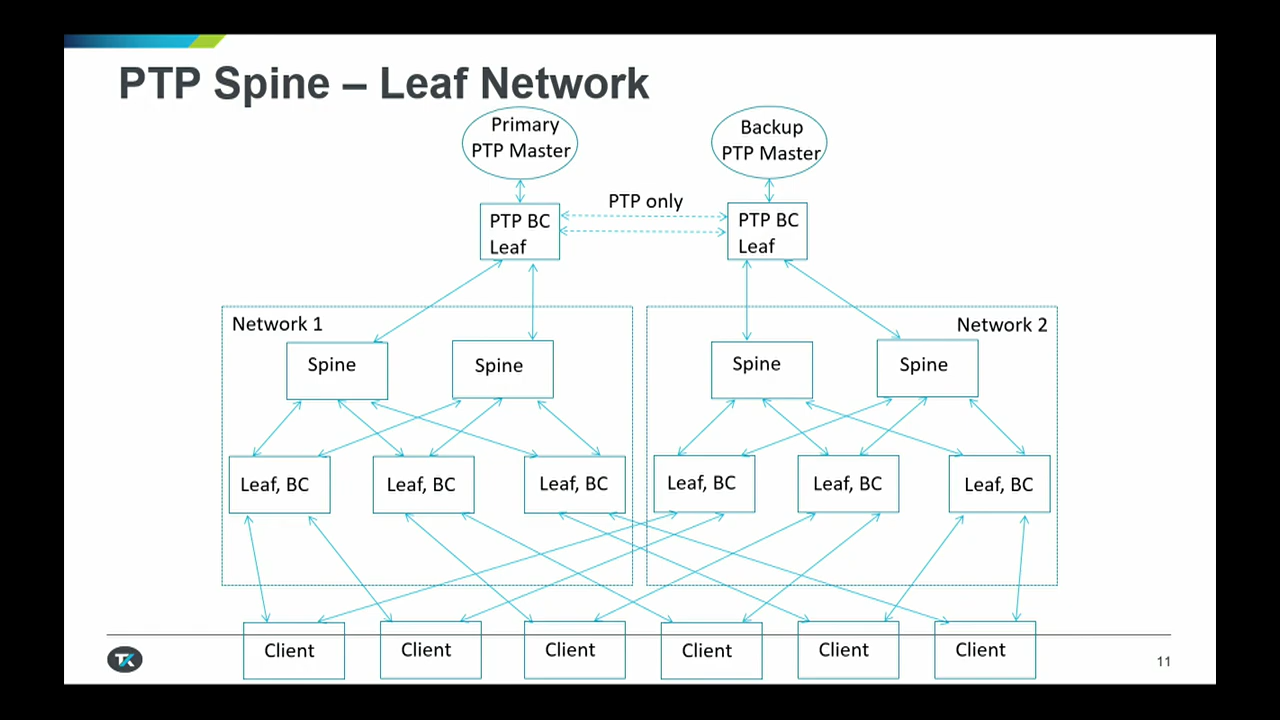 PTP Spine – Leaf Network
Primary
PTP Master
Backup
PTP Master
PTP only
PTP BC
Leaf
PTP BC
Leaf
Network 1
Network 2
Spine
Spine
Spine
Spine
Leaf, BC
Leaf, BC
Leaf, BC
Leaf, BC
Leaf, BC
Leaf, BC
Client
Client
Client
Client
Client
Client
TK
11